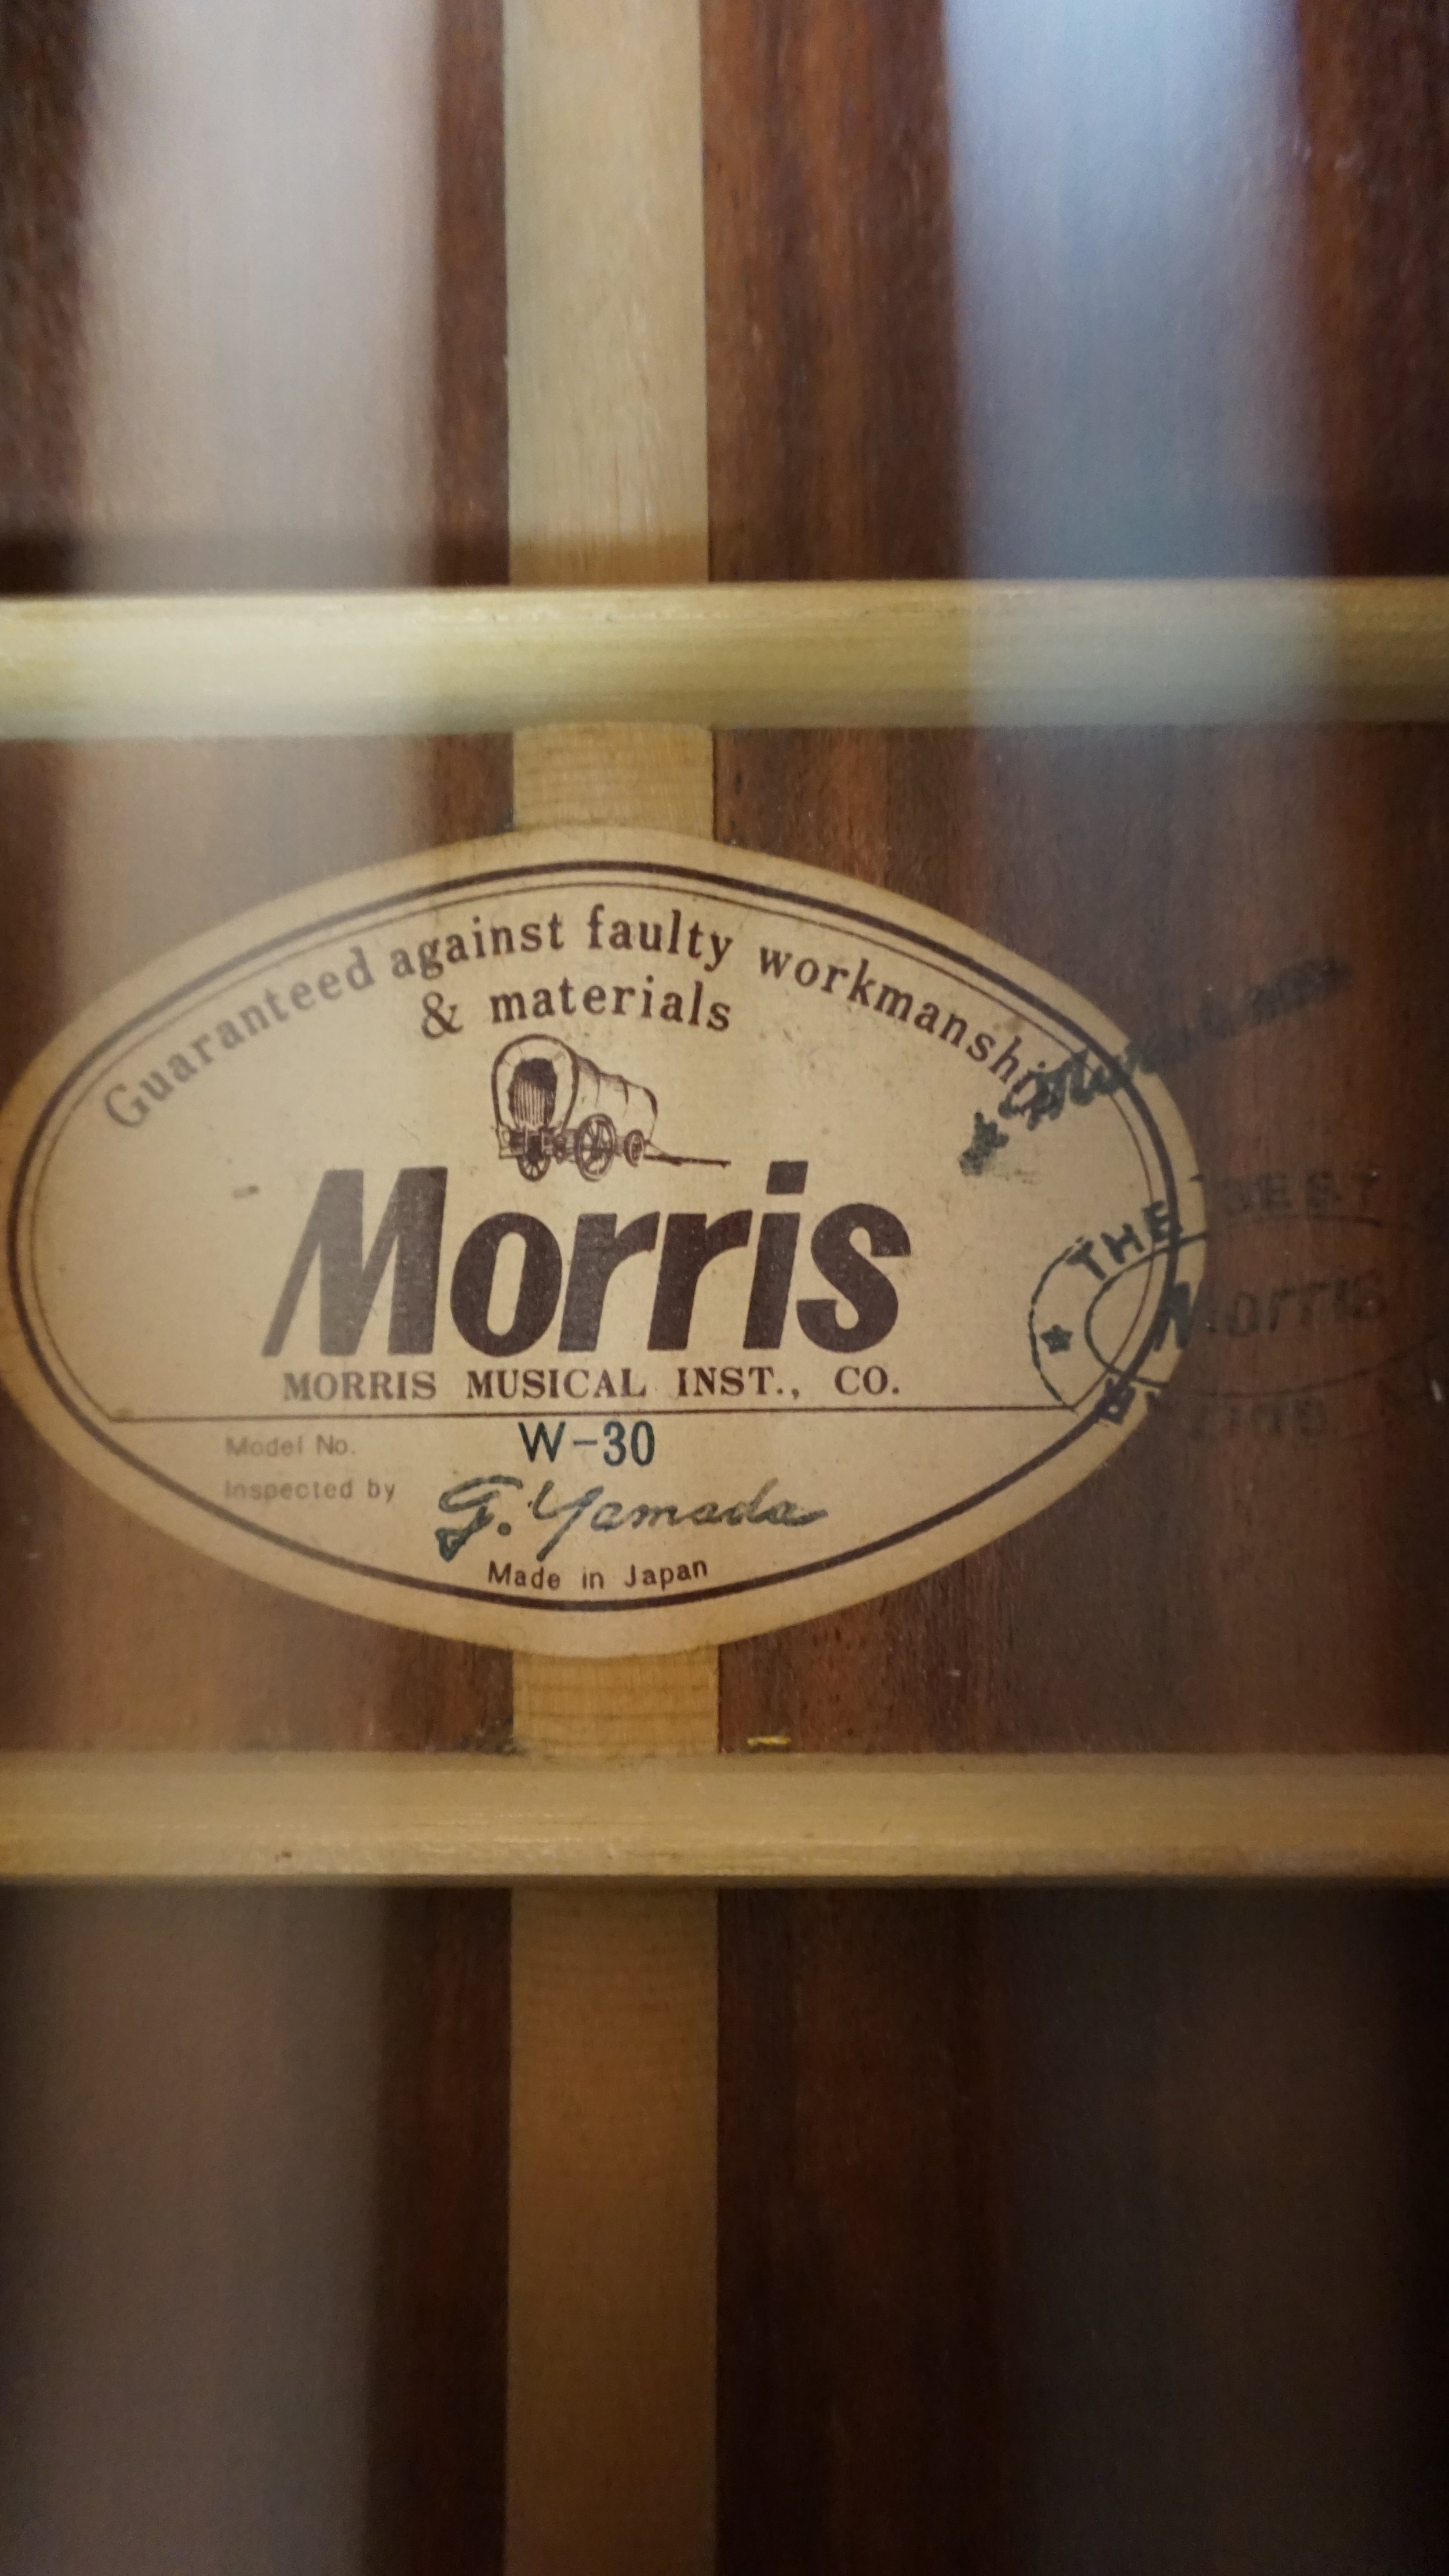 Guaranteed against faulty workmanship
& materials
Morris
MORRIS MUSICAL INST., CO.
Model No. W-30
Inspected by G. Yamada
Made in Japan
THE BEST
Morris